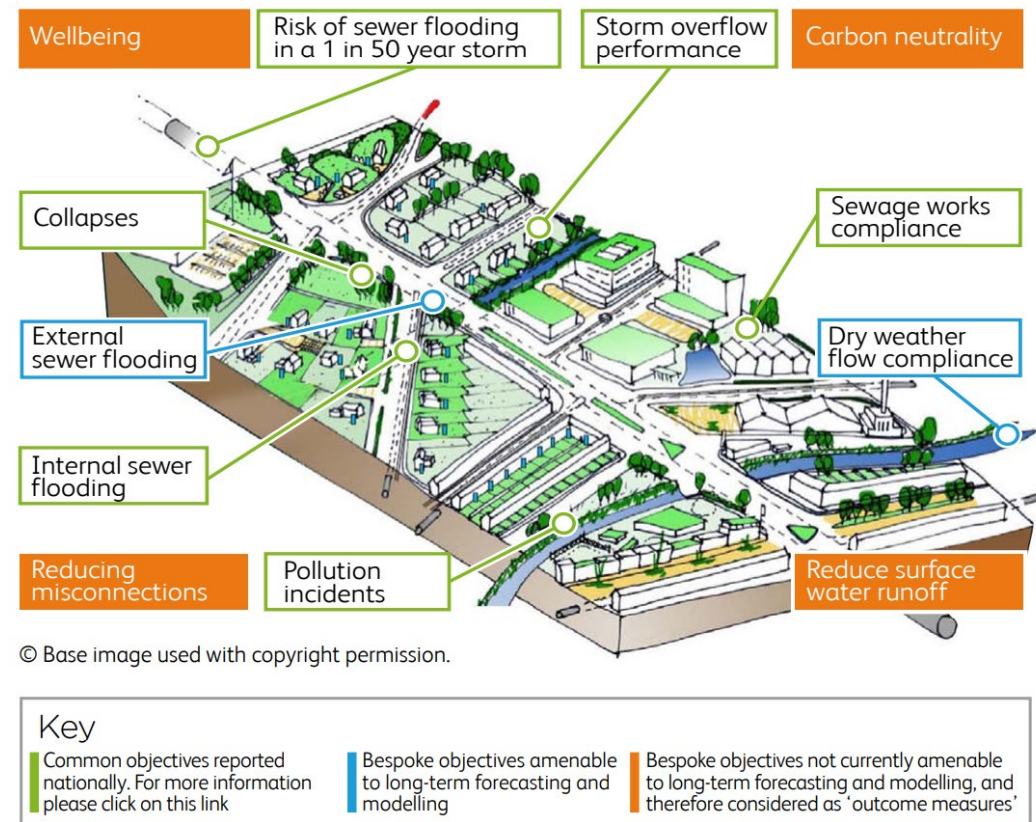 Wellbeing
Risk of sewer flooding
in a 1 in 50 year storm
Storm overflow
performance
Carbon neutrality
Collapses
Sewage works
compliance
External
sewer flooding
Dry weather
flow compliance
Internal sewer
flooding
Reducing
misconnections
Pollution
incidents
Reduce surface
water runoff
© Base image used with copyright permission.
Key
Common objectives reported
nationally. For more information
please click on this link
Bespoke objectives amenable
to long-term forecasting and
modelling
Bespoke objectives not currently amenable
to long-term forecasting and modelling, and
therefore considered as ‘outcome measures’